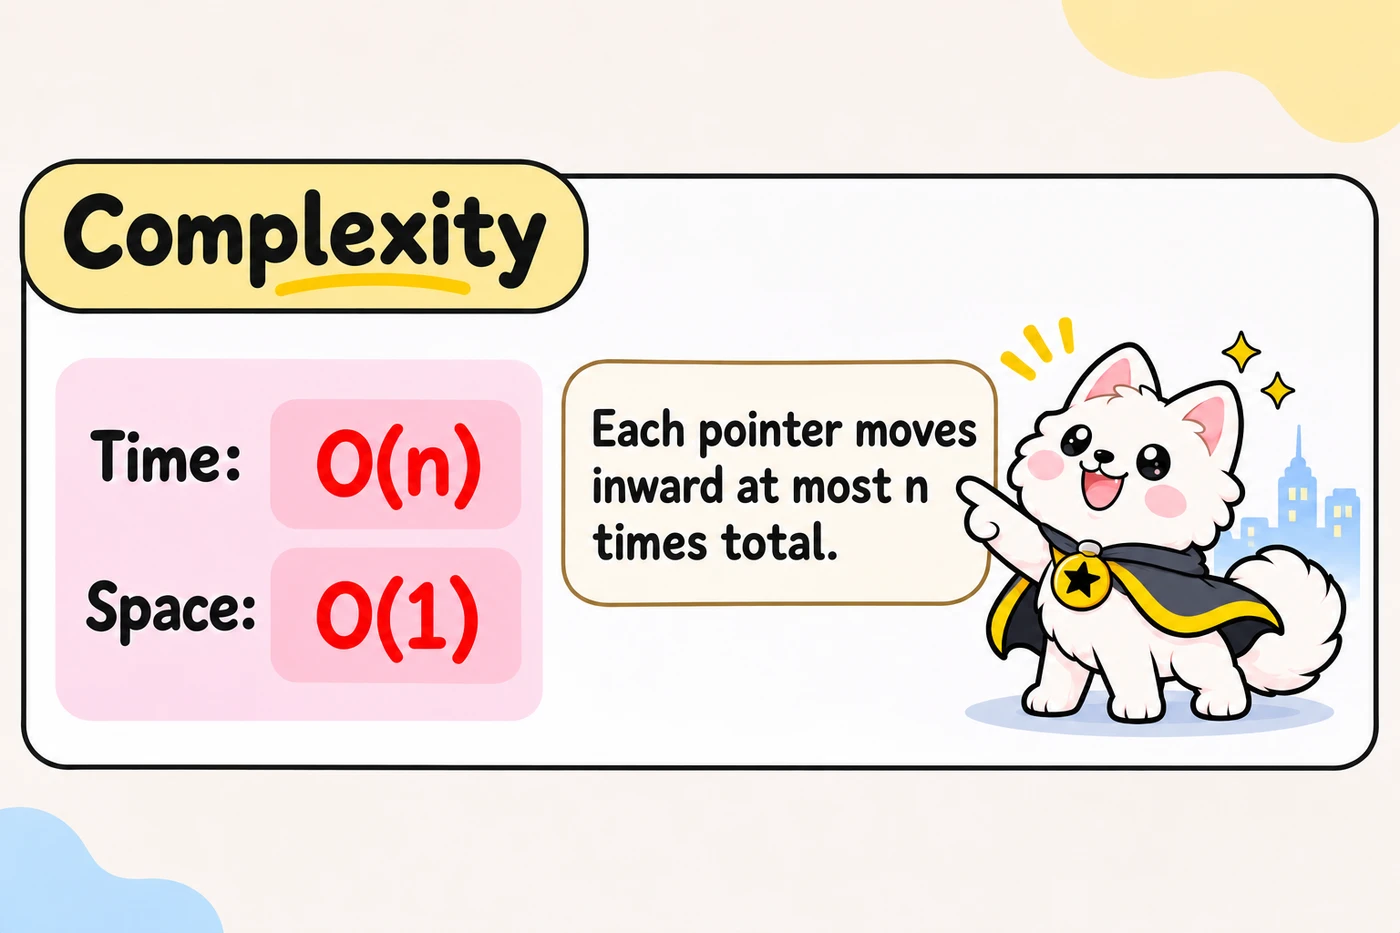 Complexity
Time: O(n)
Space: O(1)
Each pointer moves
inward at most n
times total.